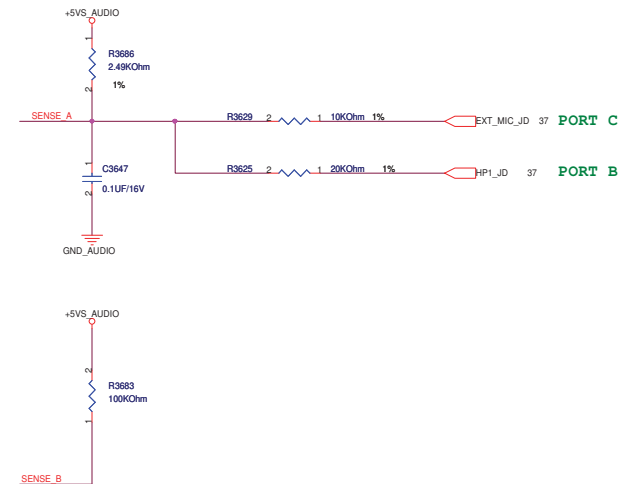 +5VS_AUDIO
1
R3686
2.49KOhm
1%
2
SENSE_A
R3629 2 1 10KOhm 1% EXT_MIC_JD 37 PORT C
1
C3647
0.1UF/16V
2
R3625 2 1 20KOhm 1% HP1_JD 37 PORT B
GND_AUDIO
+5VS_AUDIO
2
R3683
100KOhm
1
SENSE_B